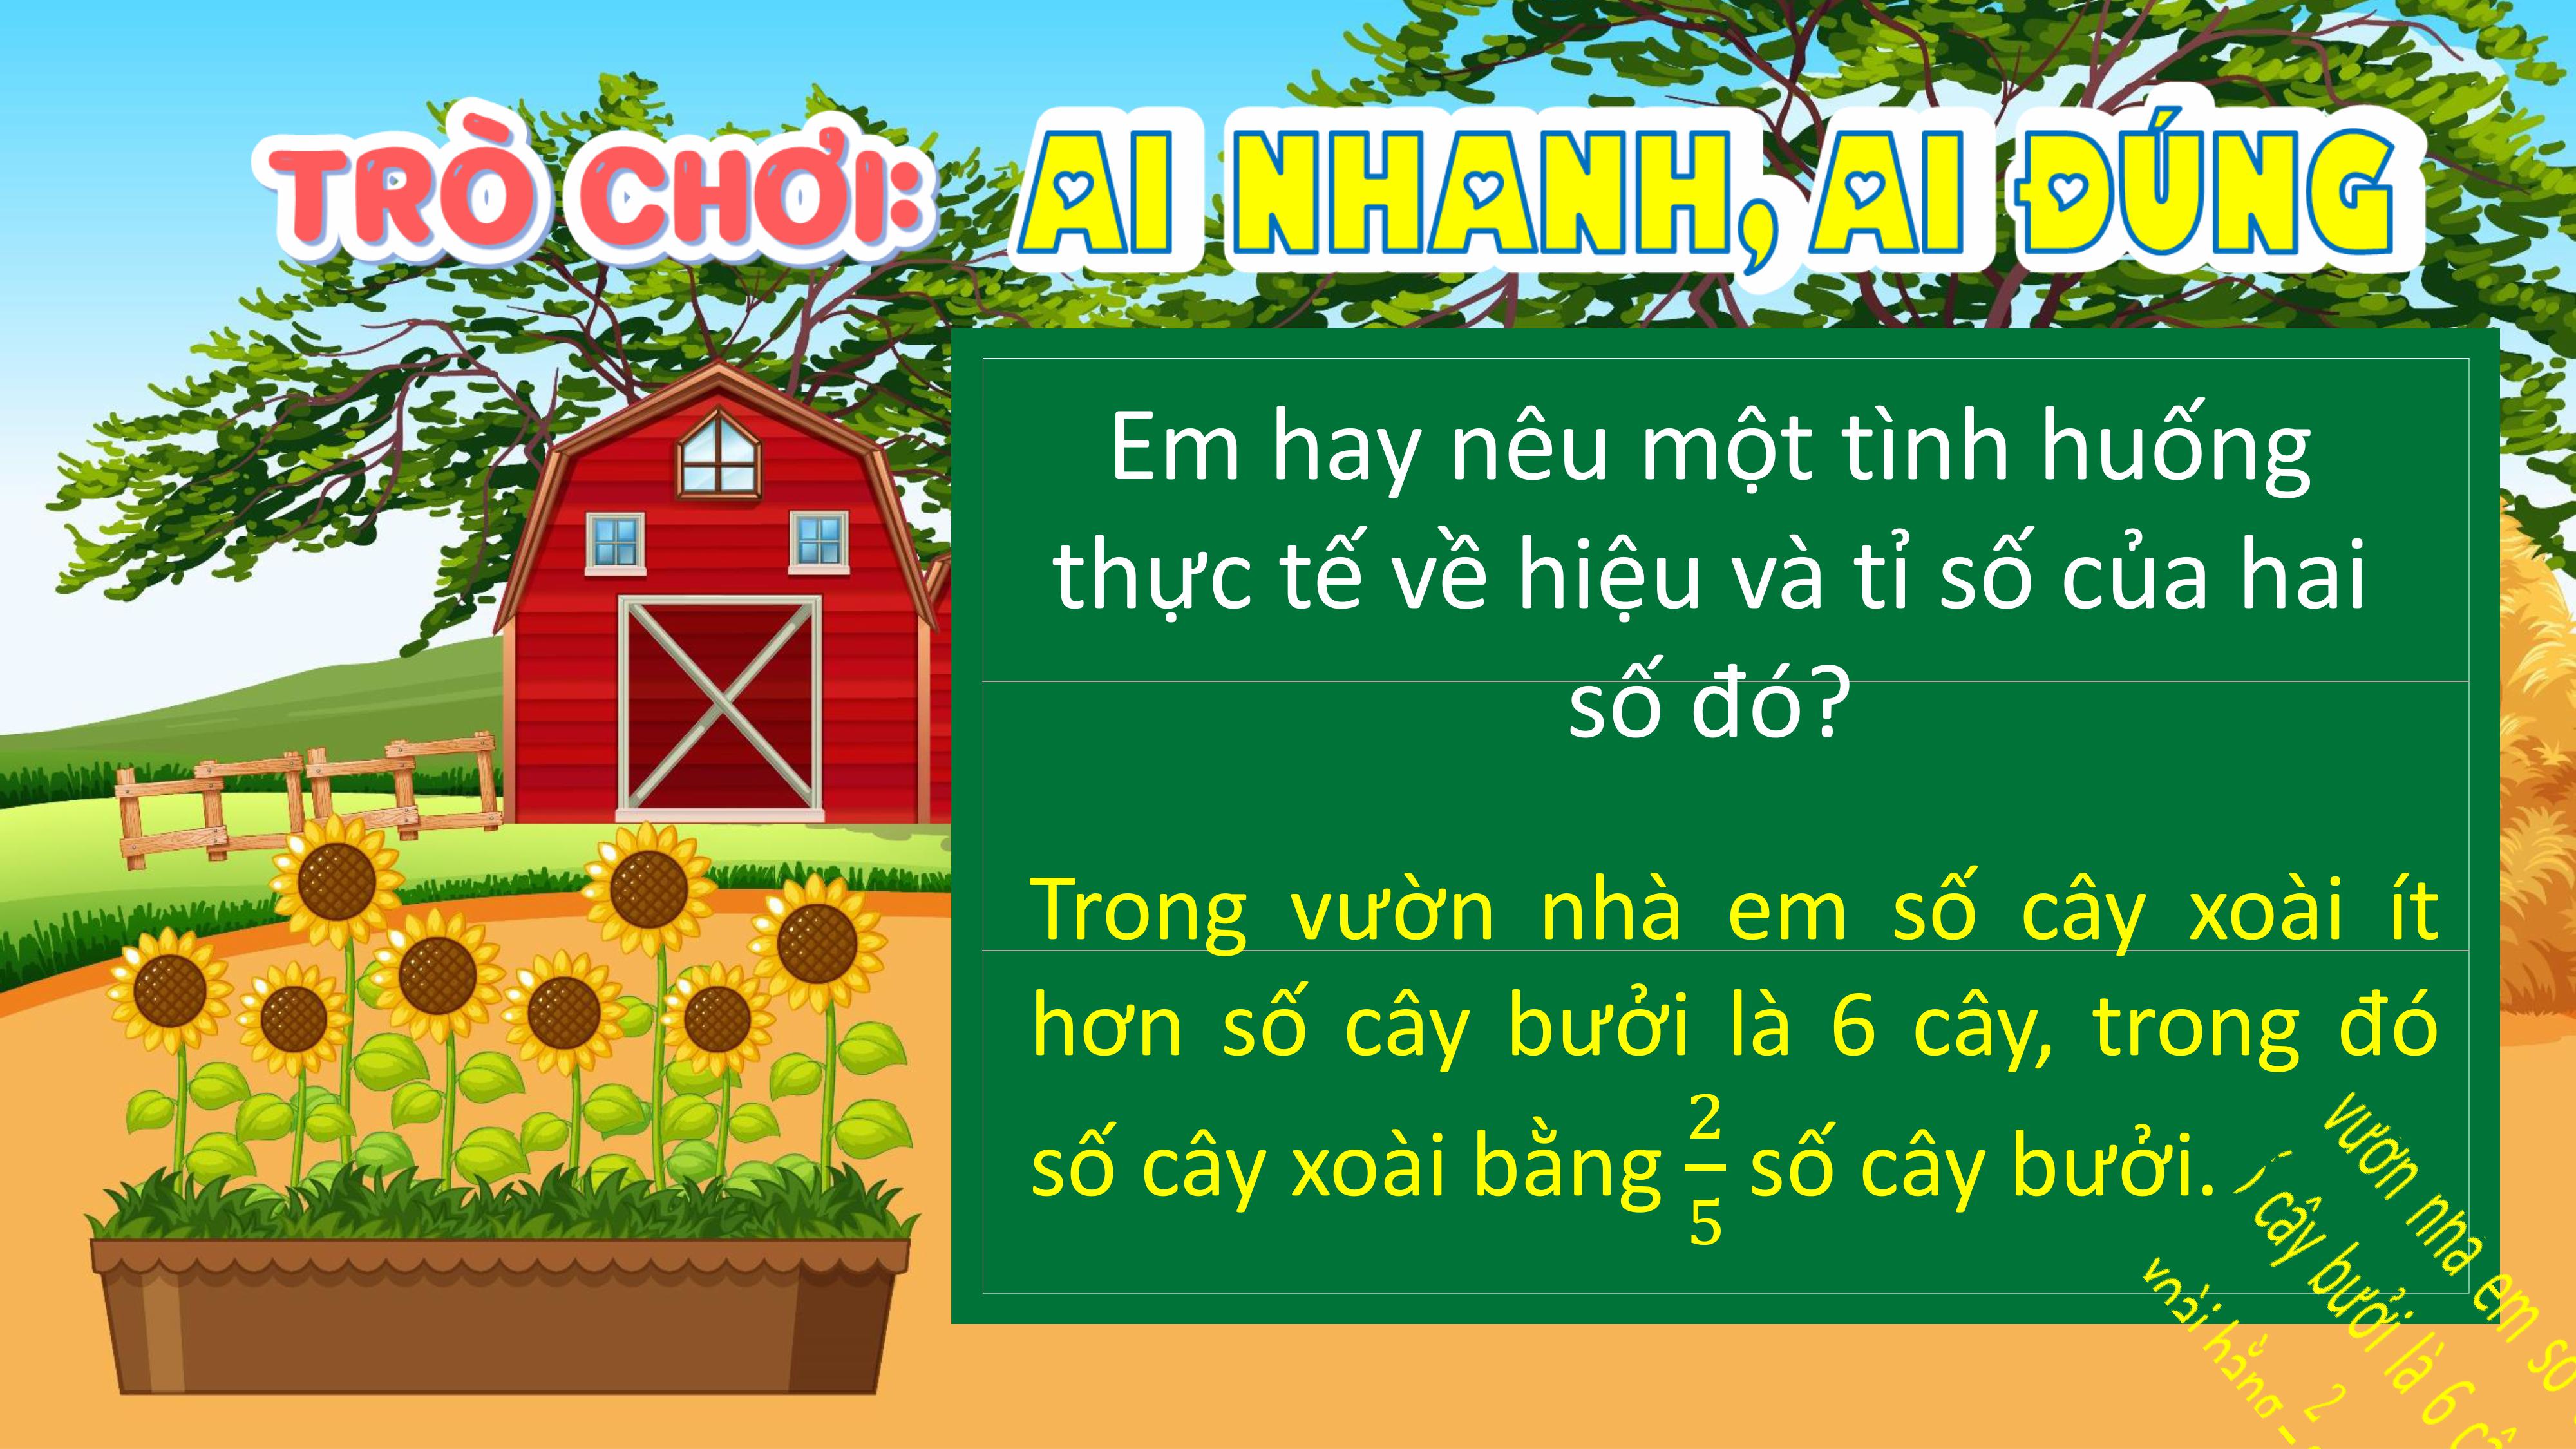 TRÒ CHƠI: AI NHANH, AI ĐÚNG
Em hay nêu một tình huống
thực tế về hiệu và tỉ số của hai
số đó?
Trong vườn nhà em số cây xoài ít
hơn số cây bưởi là 6 cây, trong đó
số cây xoài bằng 2/5 số cây bưởi.
vườn nhà em số
cây bưởi là 6
xoài bằng 2